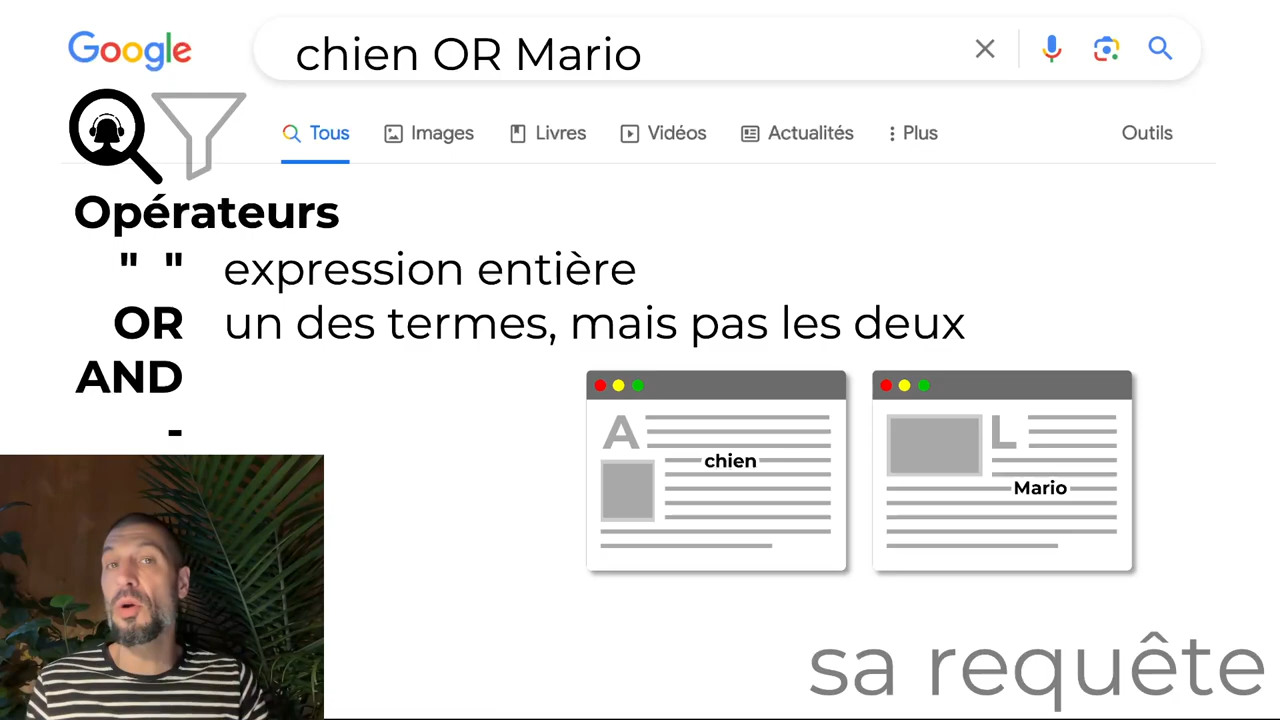 Google
chien OR Mario
Tous Images Livres Vidéos Actualités Plus Outils
Opérateurs
" " expression entière
OR un des termes, mais pas les deux
AND
-
A L
chien
Mario
sa requête